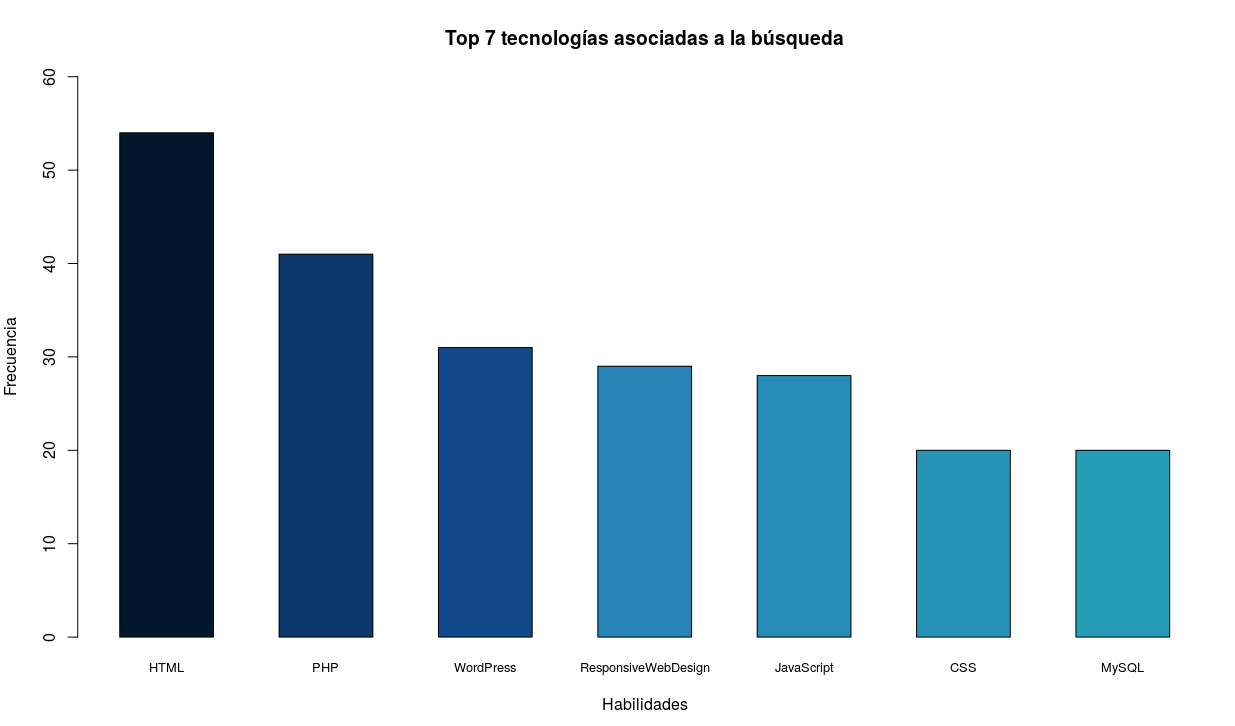 Top 7 tecnologías asociadas a la búsqueda
Frecuencia
60
50
40
30
20
10
0
HTML PHP WordPress ResponsiveWebDesign JavaScript CSS MySQL
Habilidades